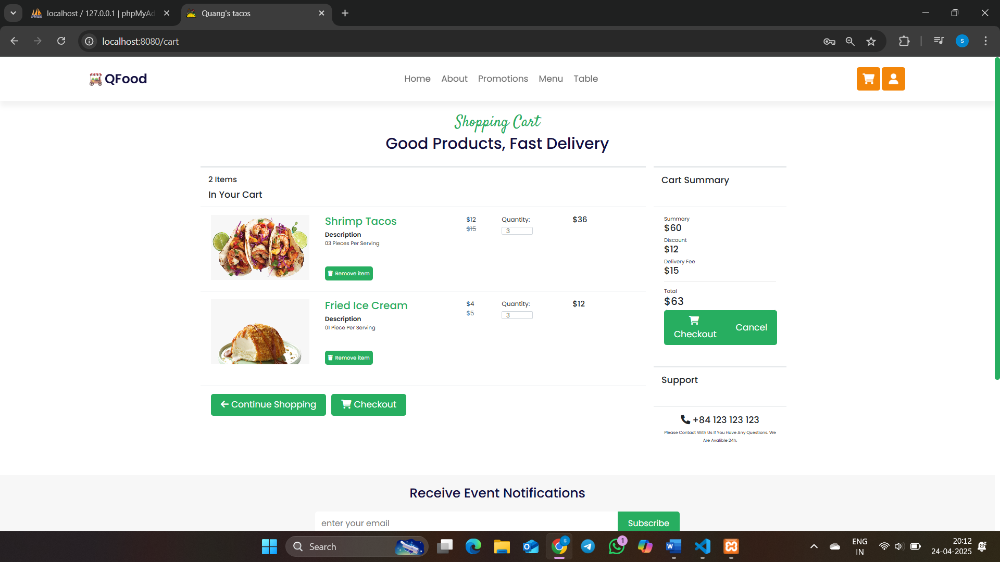 localhost / 127.0.0.1 | phpMyAd
Quang's tacos
localhost:8080/cart
S
QFood
Home
About
Promotions
Menu
Table
Shopping Cart
Good Products, Fast Delivery
2 Items
In Your Cart
Shrimp Tacos
Description
03 Pieces Per Serving
Remove item
$12
$15
Quantity:
3
$36
Fried Ice Cream
Description
01 Piece Per Serving
Remove item
$4
$5
Quantity:
3
$12
Continue Shopping
Checkout
Cart Summary
Summary
$60
Discount
$12
Delivery Fee
$15
Total
$63
Checkout
Cancel
Support
+84 123 123 123
Please Contact With Us If You Have Any Questions. We
Are Avalible 24h.
Receive Event Notifications
enter your email
Subscribe
Search
1
ENG
IN
20:12
24-04-2025